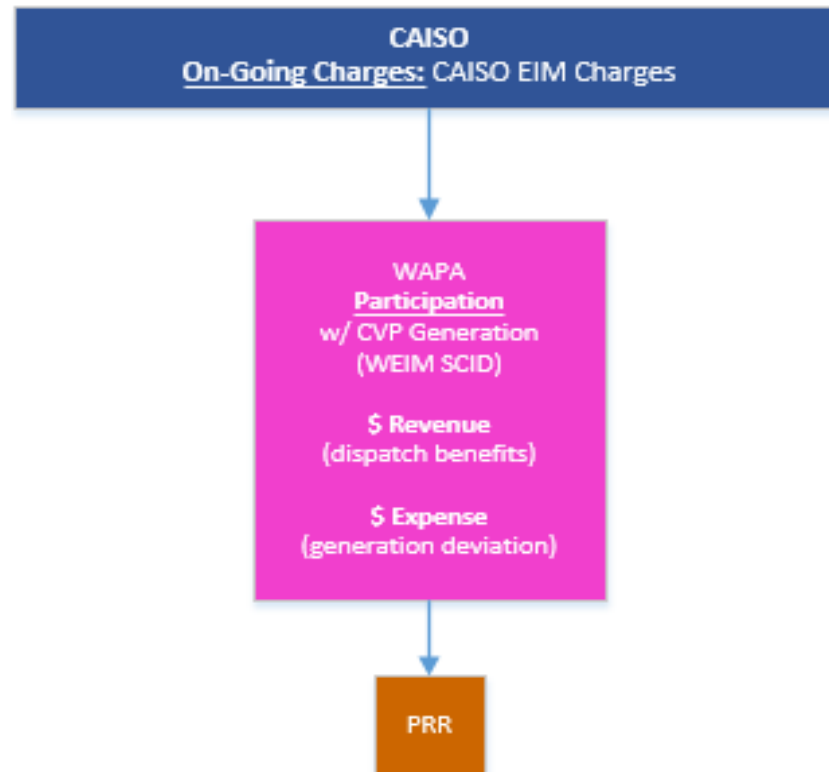 CAISO
On-Going Charges: CAISO EIM Charges
WAPA
Participation
w/ CVP Generation
(WEIM SCID)
$ Revenue
(dispatch benefits)
$ Expense
(generation deviation)
PRR